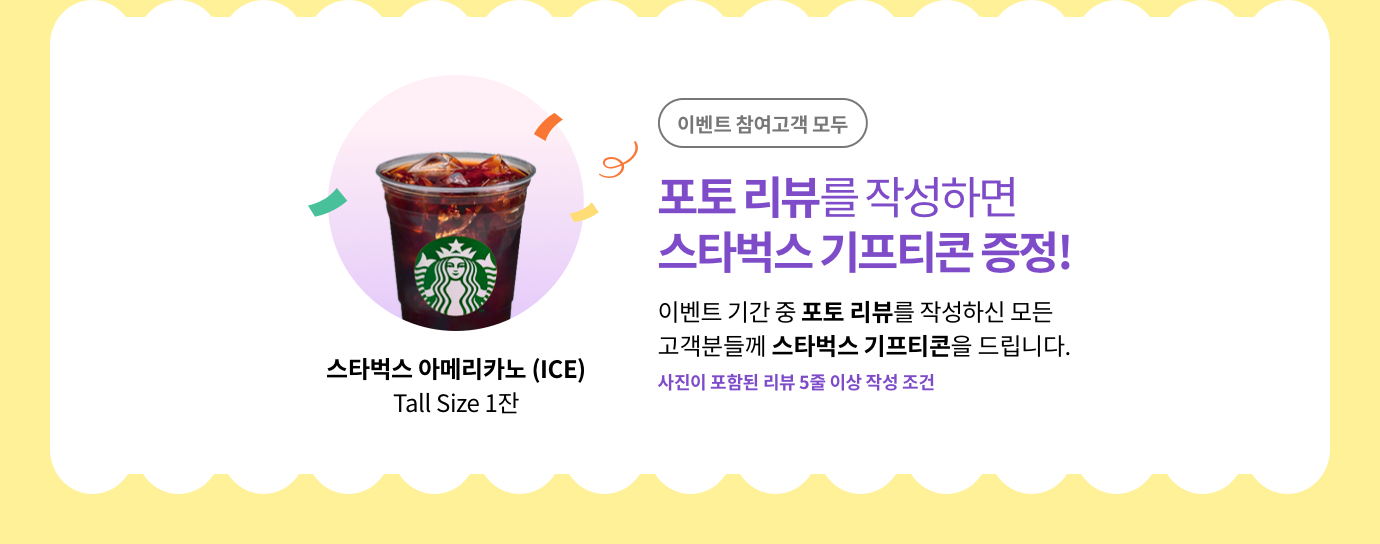 이벤트 참여고객 모두
포토 리뷰를 작성하면
스타벅스 기프티콘 증정!
이벤트 기간 중 포토 리뷰를 작성하신 모든
고객분들께 스타벅스 기프티콘을 드립니다.
사진이 포함된 리뷰 5줄 이상 작성 조건
스타벅스 아메리카노 (ICE)
Tall Size 1잔